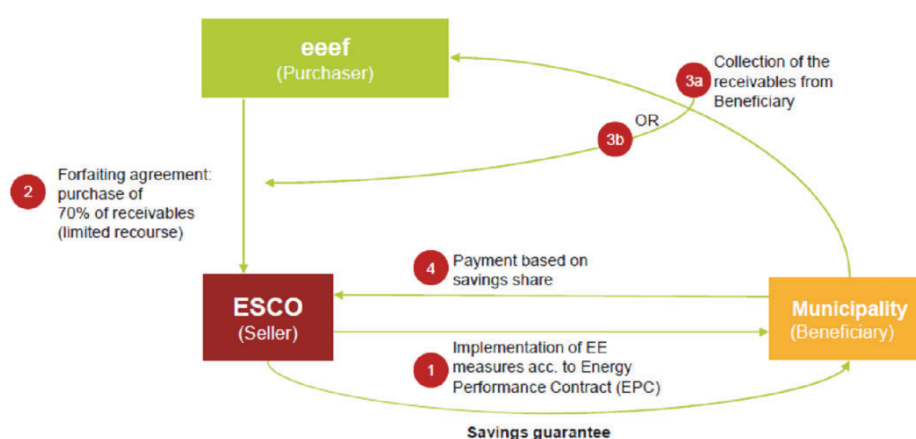 eeef
(Purchaser)
3a
Collection of the
receivables from
Beneficiary
OR
3b
2
Forfaiting agreement:
purchase of
70% of receivables
(limited recourse)
4
Payment based on
savings share
ESCO
(Seller)
Municipality
(Beneficiary)
1
Implementation of EE
measures acc. to Energy
Performance Contract (EPC)
Savings guarantee